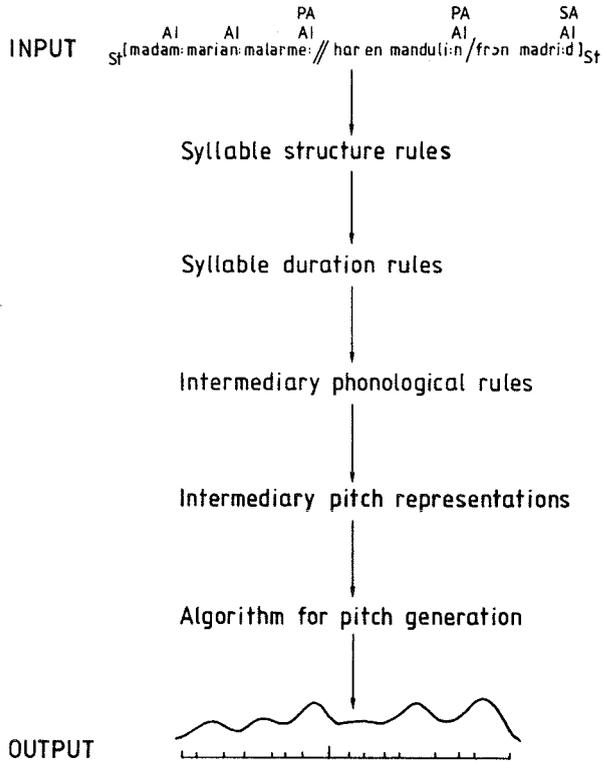 PA PA SA
AI AI AI AI AI
INPUT St[madam: marian: malarme: // har en manduli:n / frɔn madri:d ]St
Syllable structure rules
Syllable duration rules
Intermediary phonological rules
Intermediary pitch representations
Algorithm for pitch generation
OUTPUT